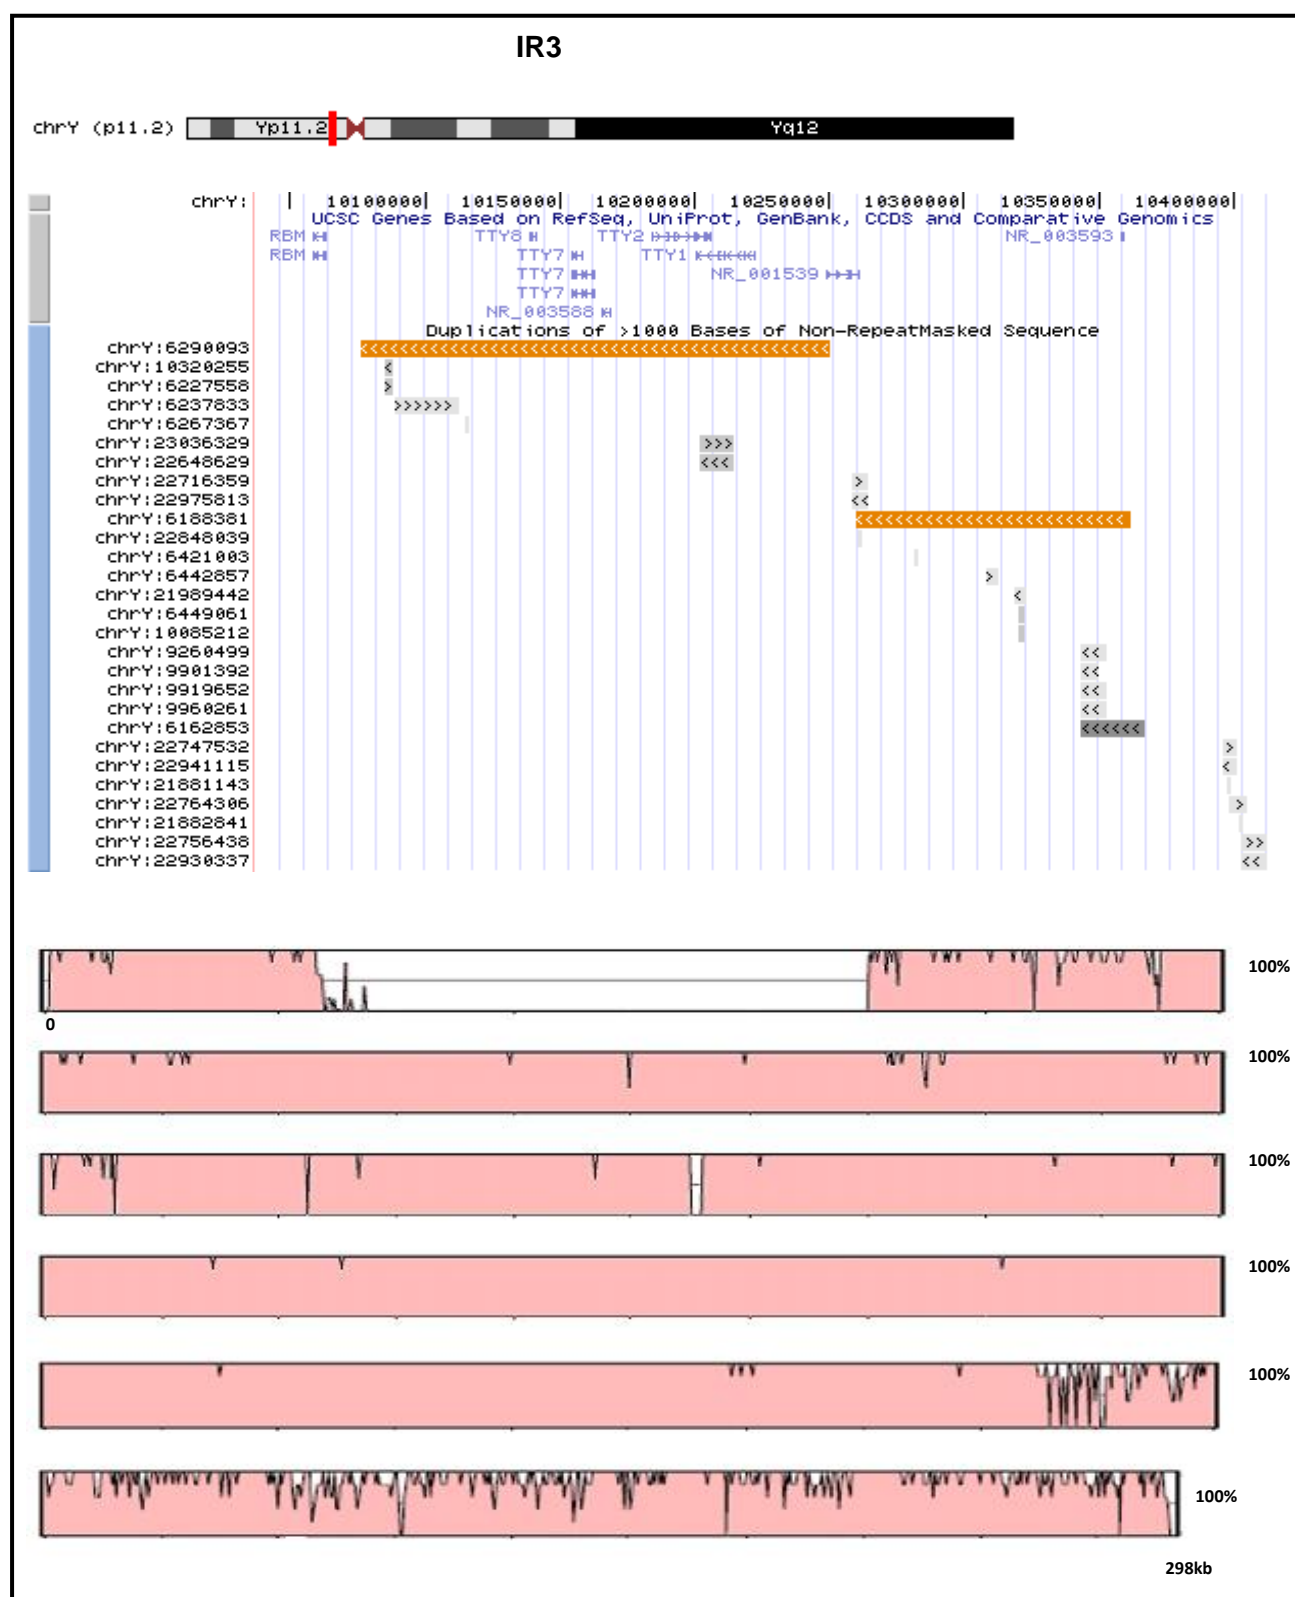 IR3
chrY (p11.2) Yp11.2 Yq12
chrY: | 10100000| 10150000| 10200000| 10250000| 10300000| 10350000| 10400000|
UCSC Genes Based on RefSeq, UniProt, GenBank, CCDS and Comparative Genomics
RBM TTY8 TTY2 NR_003593
RBM TTY7 TTY1
TTY7 NR_001539
TTY7
NR_003588
Duplications of >1000 Bases of Non-RepeatMasked Sequence
chrY:6290093
chrY:10320255
chrY:6227558
chrY:6237833
chrY:6267367
chrY:23036329
chrY:22648629
chrY:22716359
chrY:22975813
chrY:6188381
chrY:22848039
chrY:6421003
chrY:6442857
chrY:21989442
chrY:6449061
chrY:10085212
chrY:9260499
chrY:9901392
chrY:9919652
chrY:9960261
chrY:6162853
chrY:22747532
chrY:22941115
chrY:21881143
chrY:22764306
chrY:21882841
chrY:22756438
chrY:22930337
100%
0
100%
100%
100%
100%
100%
298kb